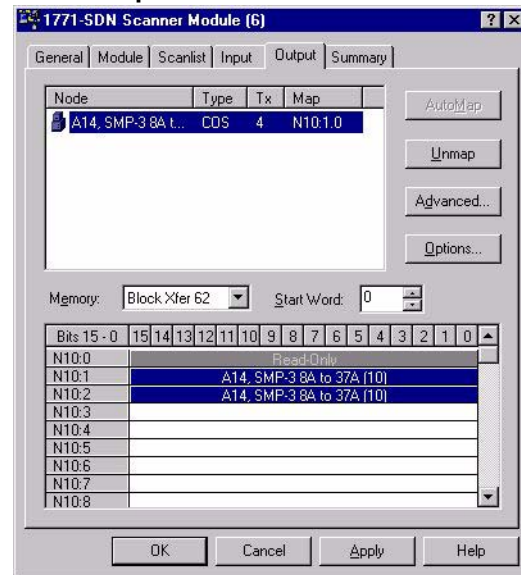 1771-SDN Scanner Module (6)
General Module Scanlist Input Output Summary
Node Type Tx Map
A14, SMP-3 8A t... COS 4 N10:1.0
AutoMap
Unmap
Advanced...
Options...
Memory: Block Xfer 62 Start Word: 0
Bits 15 - 0 15 14 13 12 11 10 9 8 7 6 5 4 3 2 1 0
N10:0 Read-Only
N10:1 A14, SMP-3 8A to 37A (10)
N10:2 A14, SMP-3 8A to 37A (10)
N10:3
N10:4
N10:5
N10:6
N10:7
N10:8
OK Cancel Apply Help